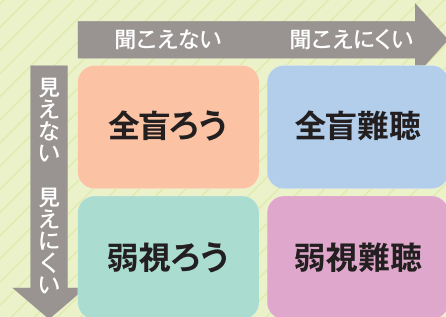 聞こえない 聞こえにくい
見えない 見えにくい
全盲ろう 全盲難聴
弱視ろう 弱視難聴